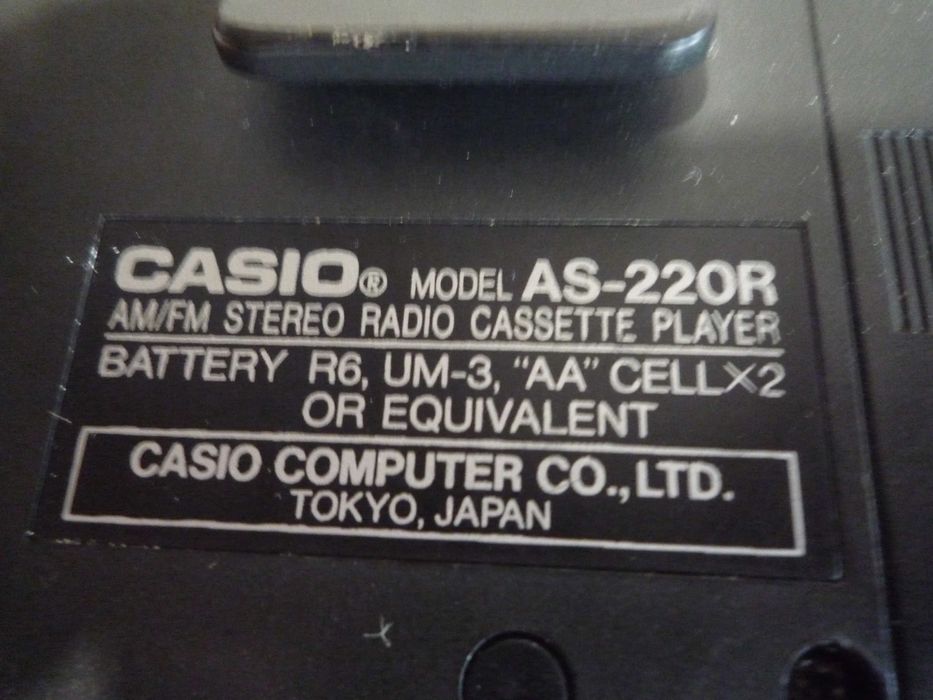 CASIO® MODEL AS-220R
AM/FM STEREO RADIO CASSETTE PLAYER
BATTERY R6, UM-3, "AA" CELL×2
OR EQUIVALENT
CASIO COMPUTER CO., LTD.
TOKYO, JAPAN